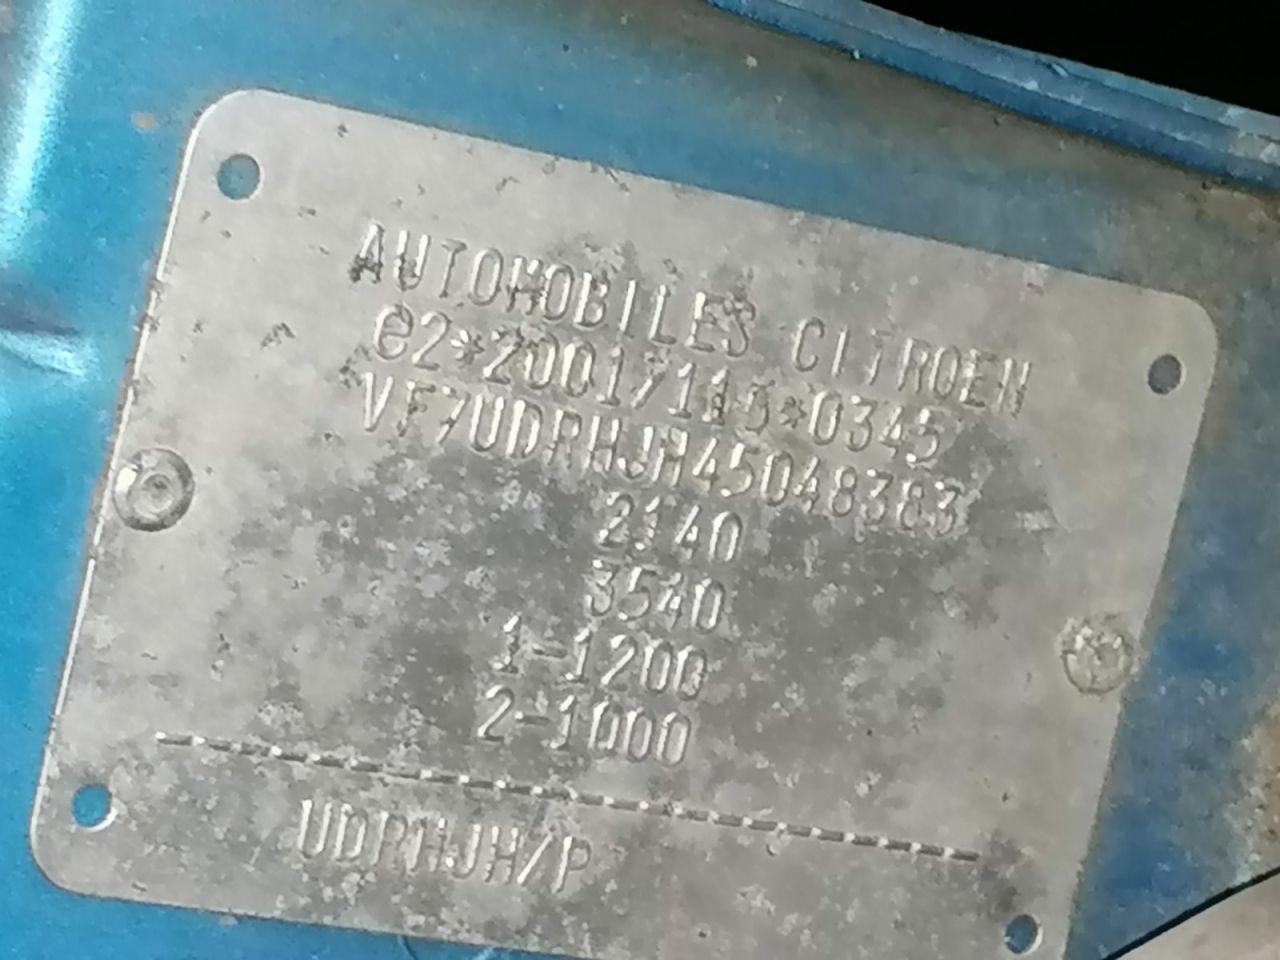 AUTOMOBILES CITROEN
e2*2001/116*0345
VF7UDRHJH45048383
2140
3540
1-1200
2-1000
--------------------------------
UDRHJH/P